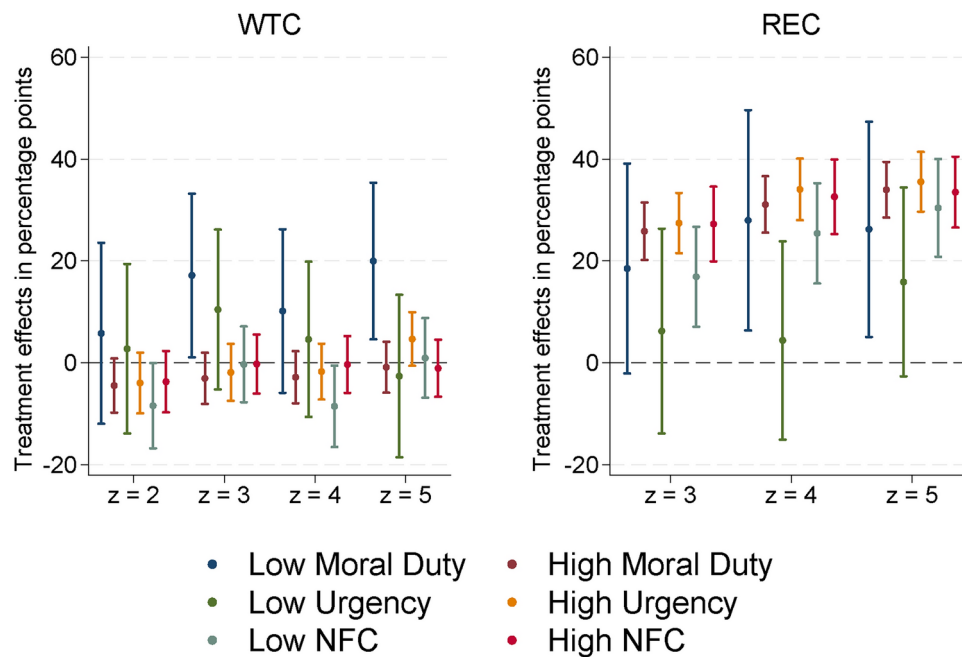 WTC
Treatment effects in percentage points
60
40
20
0
-20
z = 2
z = 3
z = 4
z = 5
REC
Treatment effects in percentage points
60
40
20
0
-20
z = 3
z = 4
z = 5
Low Moral Duty
High Moral Duty
Low Urgency
High Urgency
Low NFC
High NFC